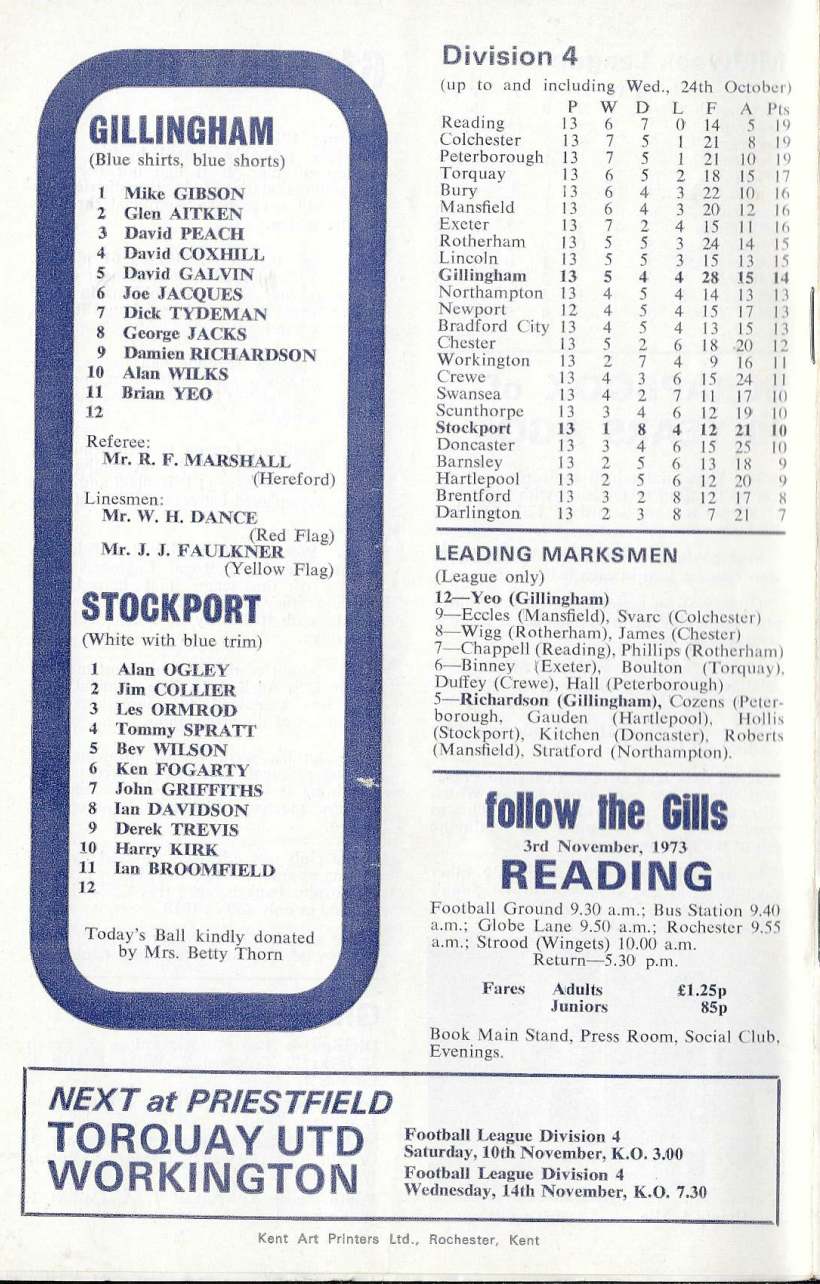 GILLINGHAM
(Blue shirts, blue shorts)
1 Mike GIBSON
2 Glen AITKEN
3 David PEACH
4 David COXHILL
5 David GALVIN
6 Joe JACQUES
7 Dick TYDEMAN
8 George JACKS
9 Damien RICHARDSON
10 Alan WILKS
11 Brian YEO
12
Referee:
Mr. R. F. MARSHALL
(Hereford)
Linesmen:
Mr. W. H. DANCE
(Red Flag)
Mr. J. J. FAULKNER
(Yellow Flag)
STOCKPORT
(White with blue trim)
1 Alan OGLEY
2 Jim COLLIER
3 Les ORMROD
4 Tommy SPRATT
5 Bev WILSON
6 Ken FOGARTY
7 John GRIFFITHS
8 Ian DAVIDSON
9 Derek TREVIS
10 Harry KIRK
11 Ian BROOMFIELD
12
Today's Ball kindly donated
by Mrs. Betty Thorn
Division 4
(up to and including Wed., 24th October)
P W D L F A Pts
Reading 13 6 7 0 14 5 19
Colchester 13 7 5 1 21 8 19
Peterborough 13 7 5 1 21 10 19
Torquay 13 6 5 2 18 15 17
Bury 13 6 4 3 22 10 16
Mansfield 13 6 4 3 20 12 16
Exeter 13 7 2 4 15 11 16
Rotherham 13 5 5 3 24 14 15
Lincoln 13 5 5 3 15 13 15
Gillingham 13 5 4 4 28 15 14
Northampton 13 4 5 4 14 13 13
Newport 12 4 5 4 15 17 13
Bradford City 13 4 5 4 13 15 13
Chester 13 5 2 6 18 20 12
Workington 13 2 7 4 9 16 11
Crewe 13 4 3 6 15 24 11
Swansea 13 4 2 7 11 17 10
Scunthorpe 13 3 4 6 12 19 10
Stockport 13 1 8 4 12 21 10
Doncaster 13 3 4 6 15 25 10
Barnsley 13 2 5 6 13 18 9
Hartlepool 13 2 5 6 12 20 9
Brentford 13 3 2 8 12 17 8
Darlington 13 2 3 8 7 21 7
LEADING MARKSMEN
(League only)
12—Yeo (Gillingham)
9—Eccles (Mansfield), Svarc (Colchester)
8—Wigg (Rotherham), James (Chester)
7—Chappell (Reading), Phillips (Rotherham)
6—Binney (Exeter), Boulton (Torquay),
Duffey (Crewe), Hall (Peterborough)
5—Richardson (Gillingham), Cozens (Peter-
borough, Gauden (Hartlepool), Hollis
(Stockport), Kitchen (Doncaster), Roberts
(Mansfield), Stratford (Northampton).
follow the Gills
3rd November, 1973
READING
Football Ground 9.30 a.m.; Bus Station 9.40
a.m.; Globe Lane 9.50 a.m.; Rochester 9.55
a.m.; Strood (Wingets) 10.00 a.m.
Return—5.30 p.m.
Fares Adults £1.25p
Juniors 85p
Book Main Stand, Press Room, Social Club,
Evenings.
NEXT at PRIESTFIELD
TORQUAY UTD
WORKINGTON
Football League Division 4
Saturday, 10th November, K.O. 3.00
Football League Division 4
Wednesday, 14th November, K.O. 7.30
Kent Art Printers Ltd., Rochester, Kent